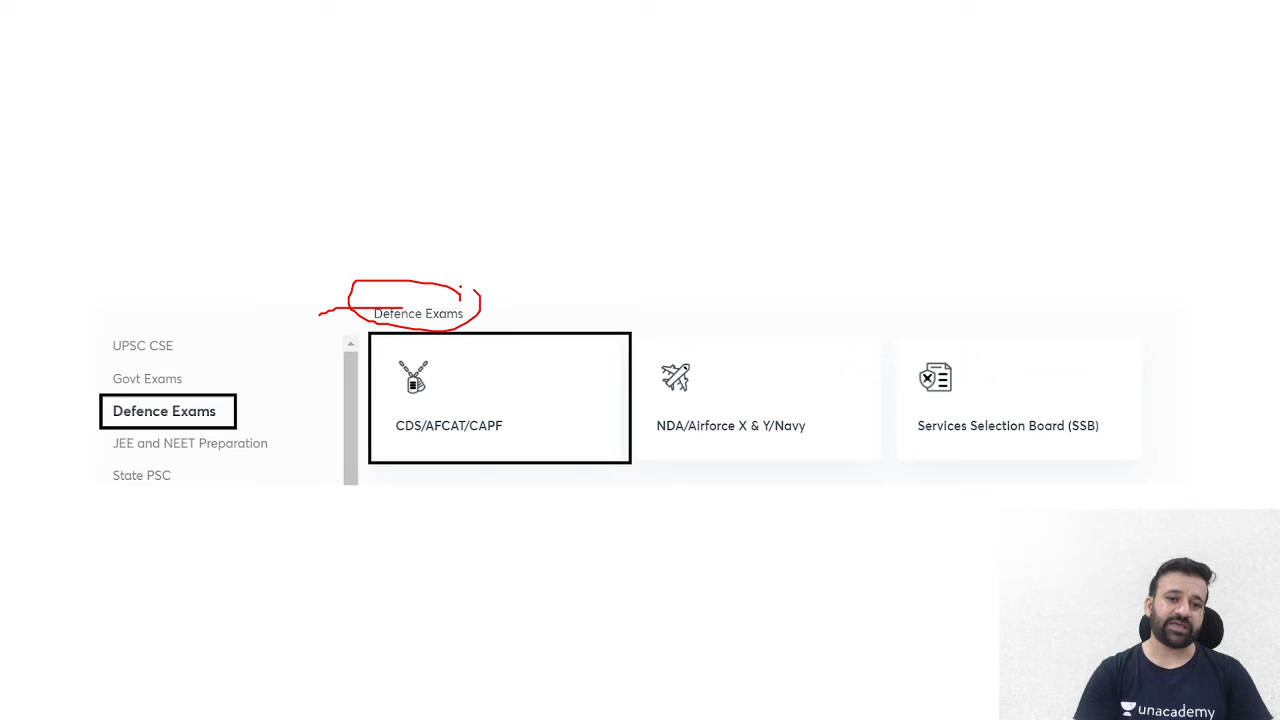 Defence Exams
UPSC CSE
Govt Exams
Defence Exams
JEE and NEET Preparation
State PSC
CDS/AFCAT/CAPF
NDA/Airforce X & Y/Navy
Services Selection Board (SSB)
unacademy